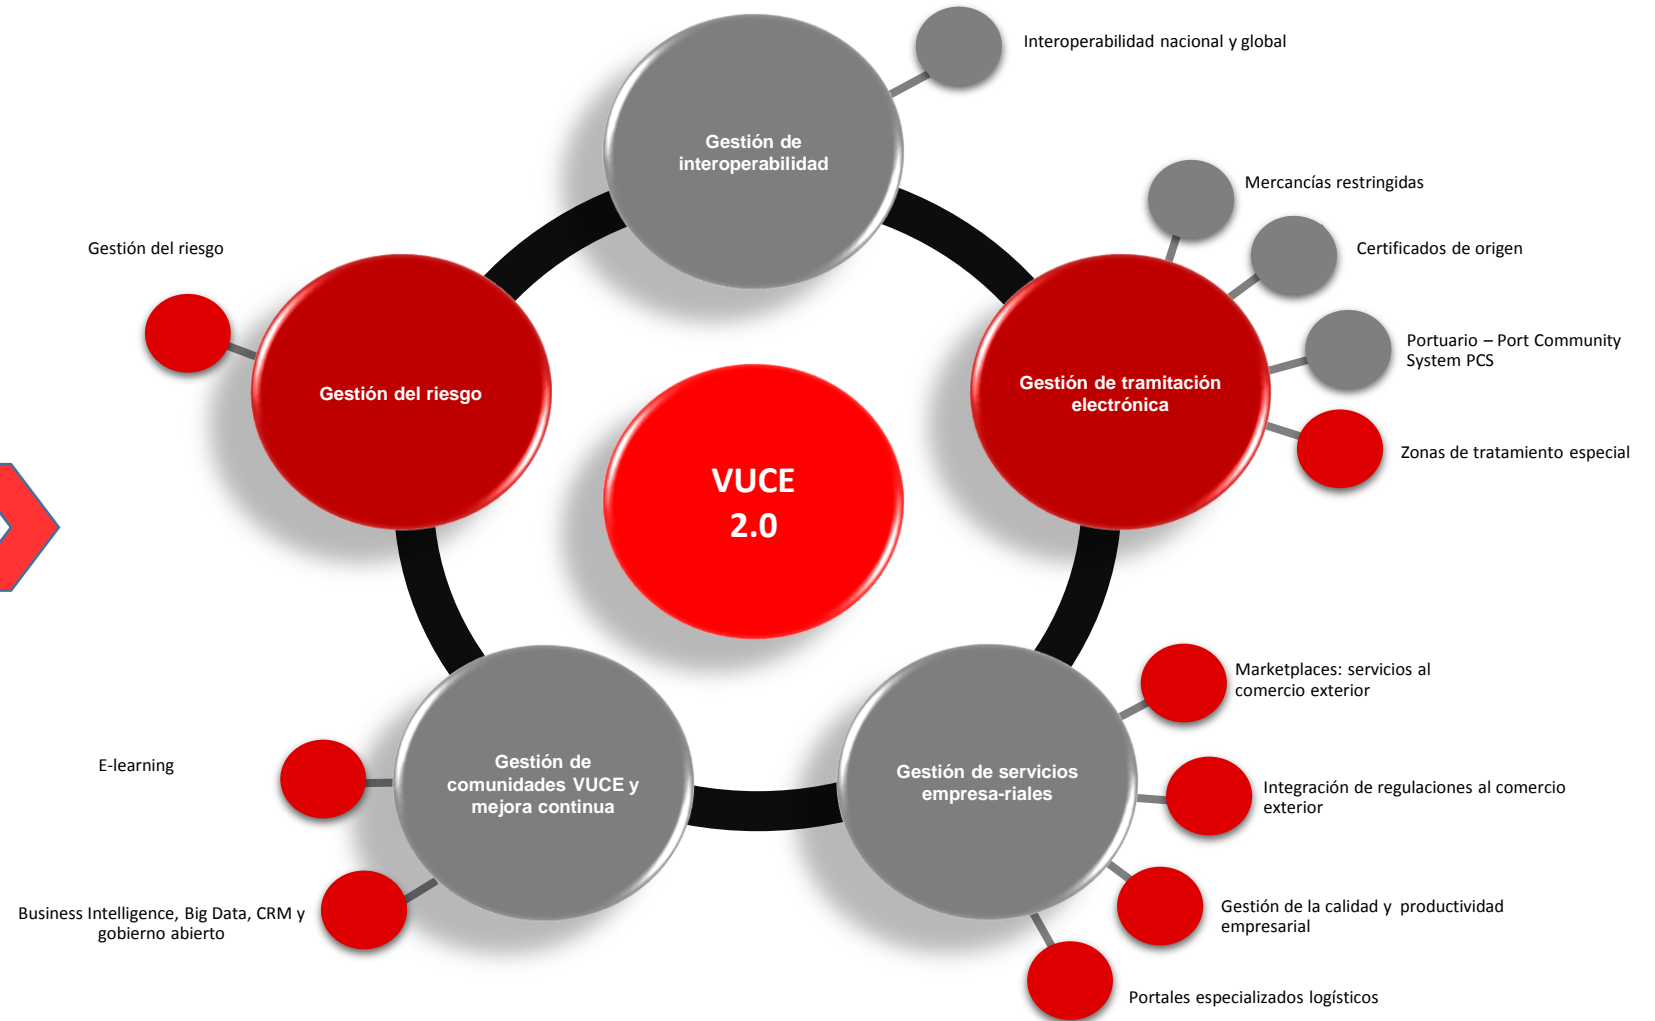 Interoperabilidad nacional y global
Gestión de
interoperabilidad
Mercancías restringidas
Certificados de origen
Portuario – Port Community
System PCS
Zonas de tratamiento especial
Gestión de tramitación
electrónica
Gestión del riesgo
Gestión del riesgo
VUCE
2.0
Marketplaces: servicios al
comercio exterior
Integración de regulaciones al comercio
exterior
Gestión de la calidad y productividad
empresarial
Portales especializados logísticos
Gestión de servicios
empresa-riales
Gestión de
comunidades VUCE y
mejora continua
E-learning
Business Intelligence, Big Data, CRM y
gobierno abierto